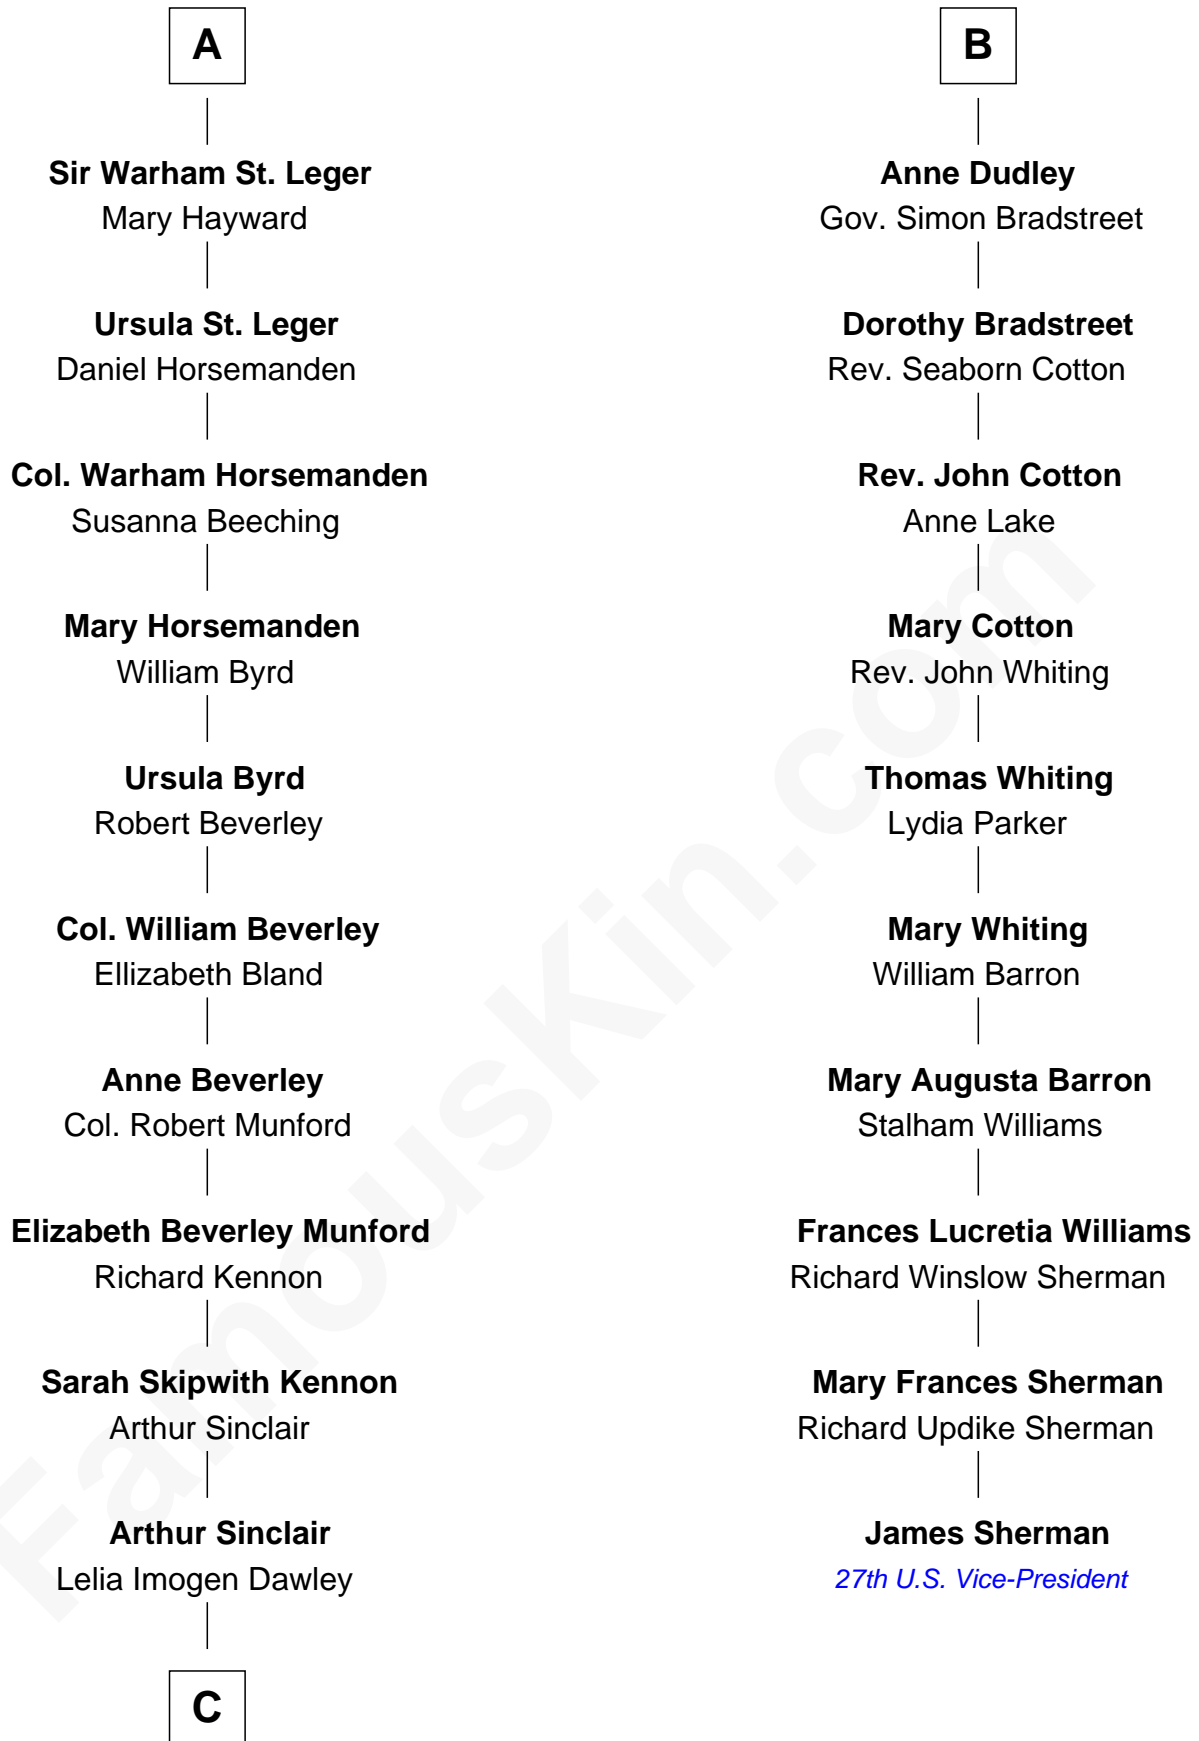 A
Sir Warham St. Leger
Mary Hayward
Ursula St. Leger
Daniel Horsemanden
Col. Warham Horsemanden
Susanna Beeching
Mary Horsemanden
William Byrd
Ursula Byrd
Robert Beverley
Col. William Beverley
Ellizabeth Bland
Anne Beverley
Col. Robert Munford
Elizabeth Beverley Munford
Richard Kennon
Sarah Skipwith Kennon
Arthur Sinclair
Arthur Sinclair
Lelia Imogen Dawley
C
B
Anne Dudley
Gov. Simon Bradstreet
Dorothy Bradstreet
Rev. Seaborn Cotton
Rev. John Cotton
Anne Lake
Mary Cotton
Rev. John Whiting
Thomas Whiting
Lydia Parker
Mary Whiting
William Barron
Mary Augusta Barron
Stalham Williams
Frances Lucretia Williams
Richard Winslow Sherman
Mary Frances Sherman
Richard Updike Sherman
James Sherman
27th U.S. Vice-President
FamousKin.com